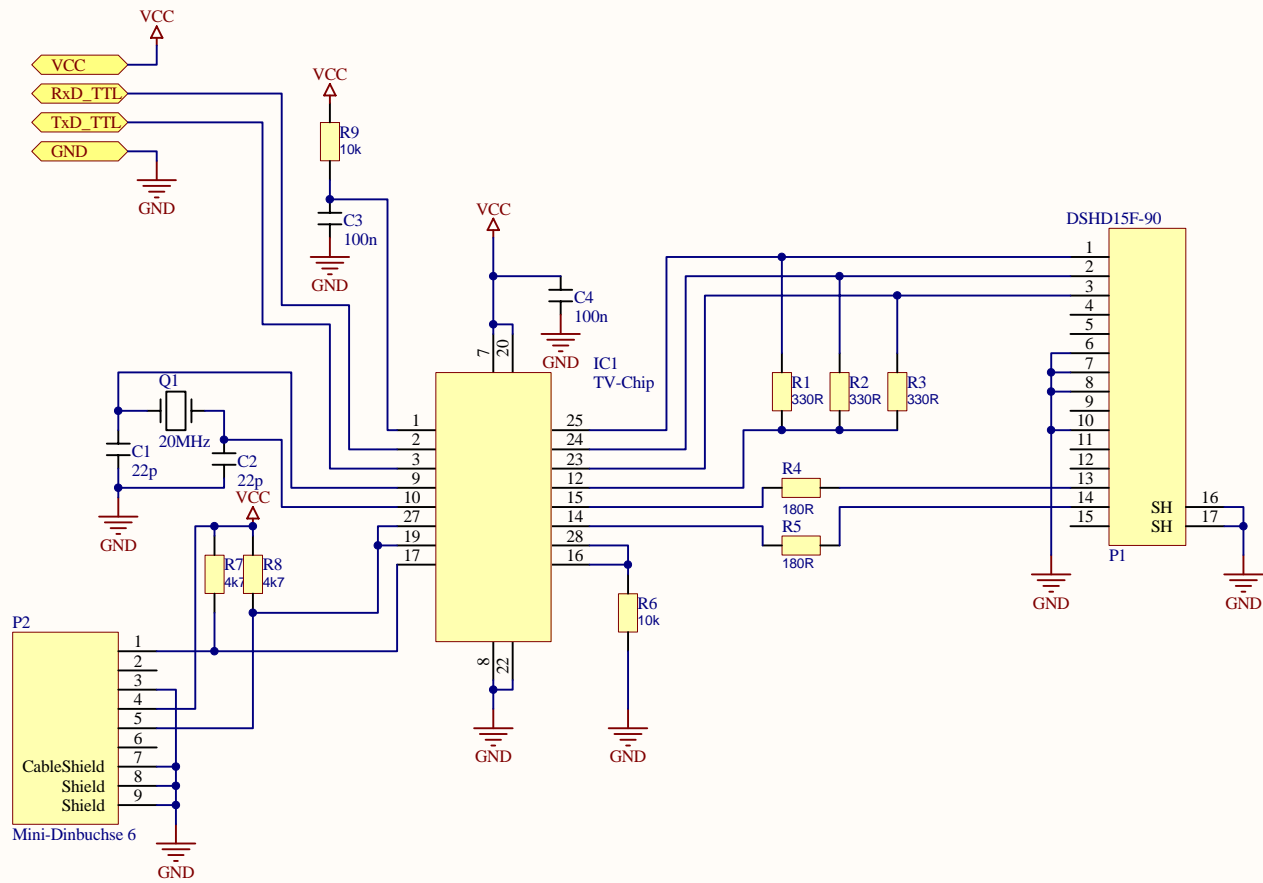 VCC
VCC
RxD_TTL
TxD_TTL
GND
GND
VCC
R9
10k
C3
100n
GND
VCC
C4
100n
GND
7
20
IC1
TV-Chip
DSHD15F-90
1
2
3
4
5
6
7
8
9
10
11
12
13
14
15
SH
SH
16
17
P1
GND
GND
R1
330R
R2
330R
R3
330R
R4
180R
R5
180R
Q1
20MHz
C1
22p
C2
22p
VCC
GND
1
2
3
9
10
27
19
17
25
24
23
12
15
14
28
16
R7
4k7
R8
4k7
R6
10k
8
22
GND
GND
P2
1
2
3
4
5
6
7
8
9
CableShield
Shield
Shield
Mini-Dinbuchse 6
GND